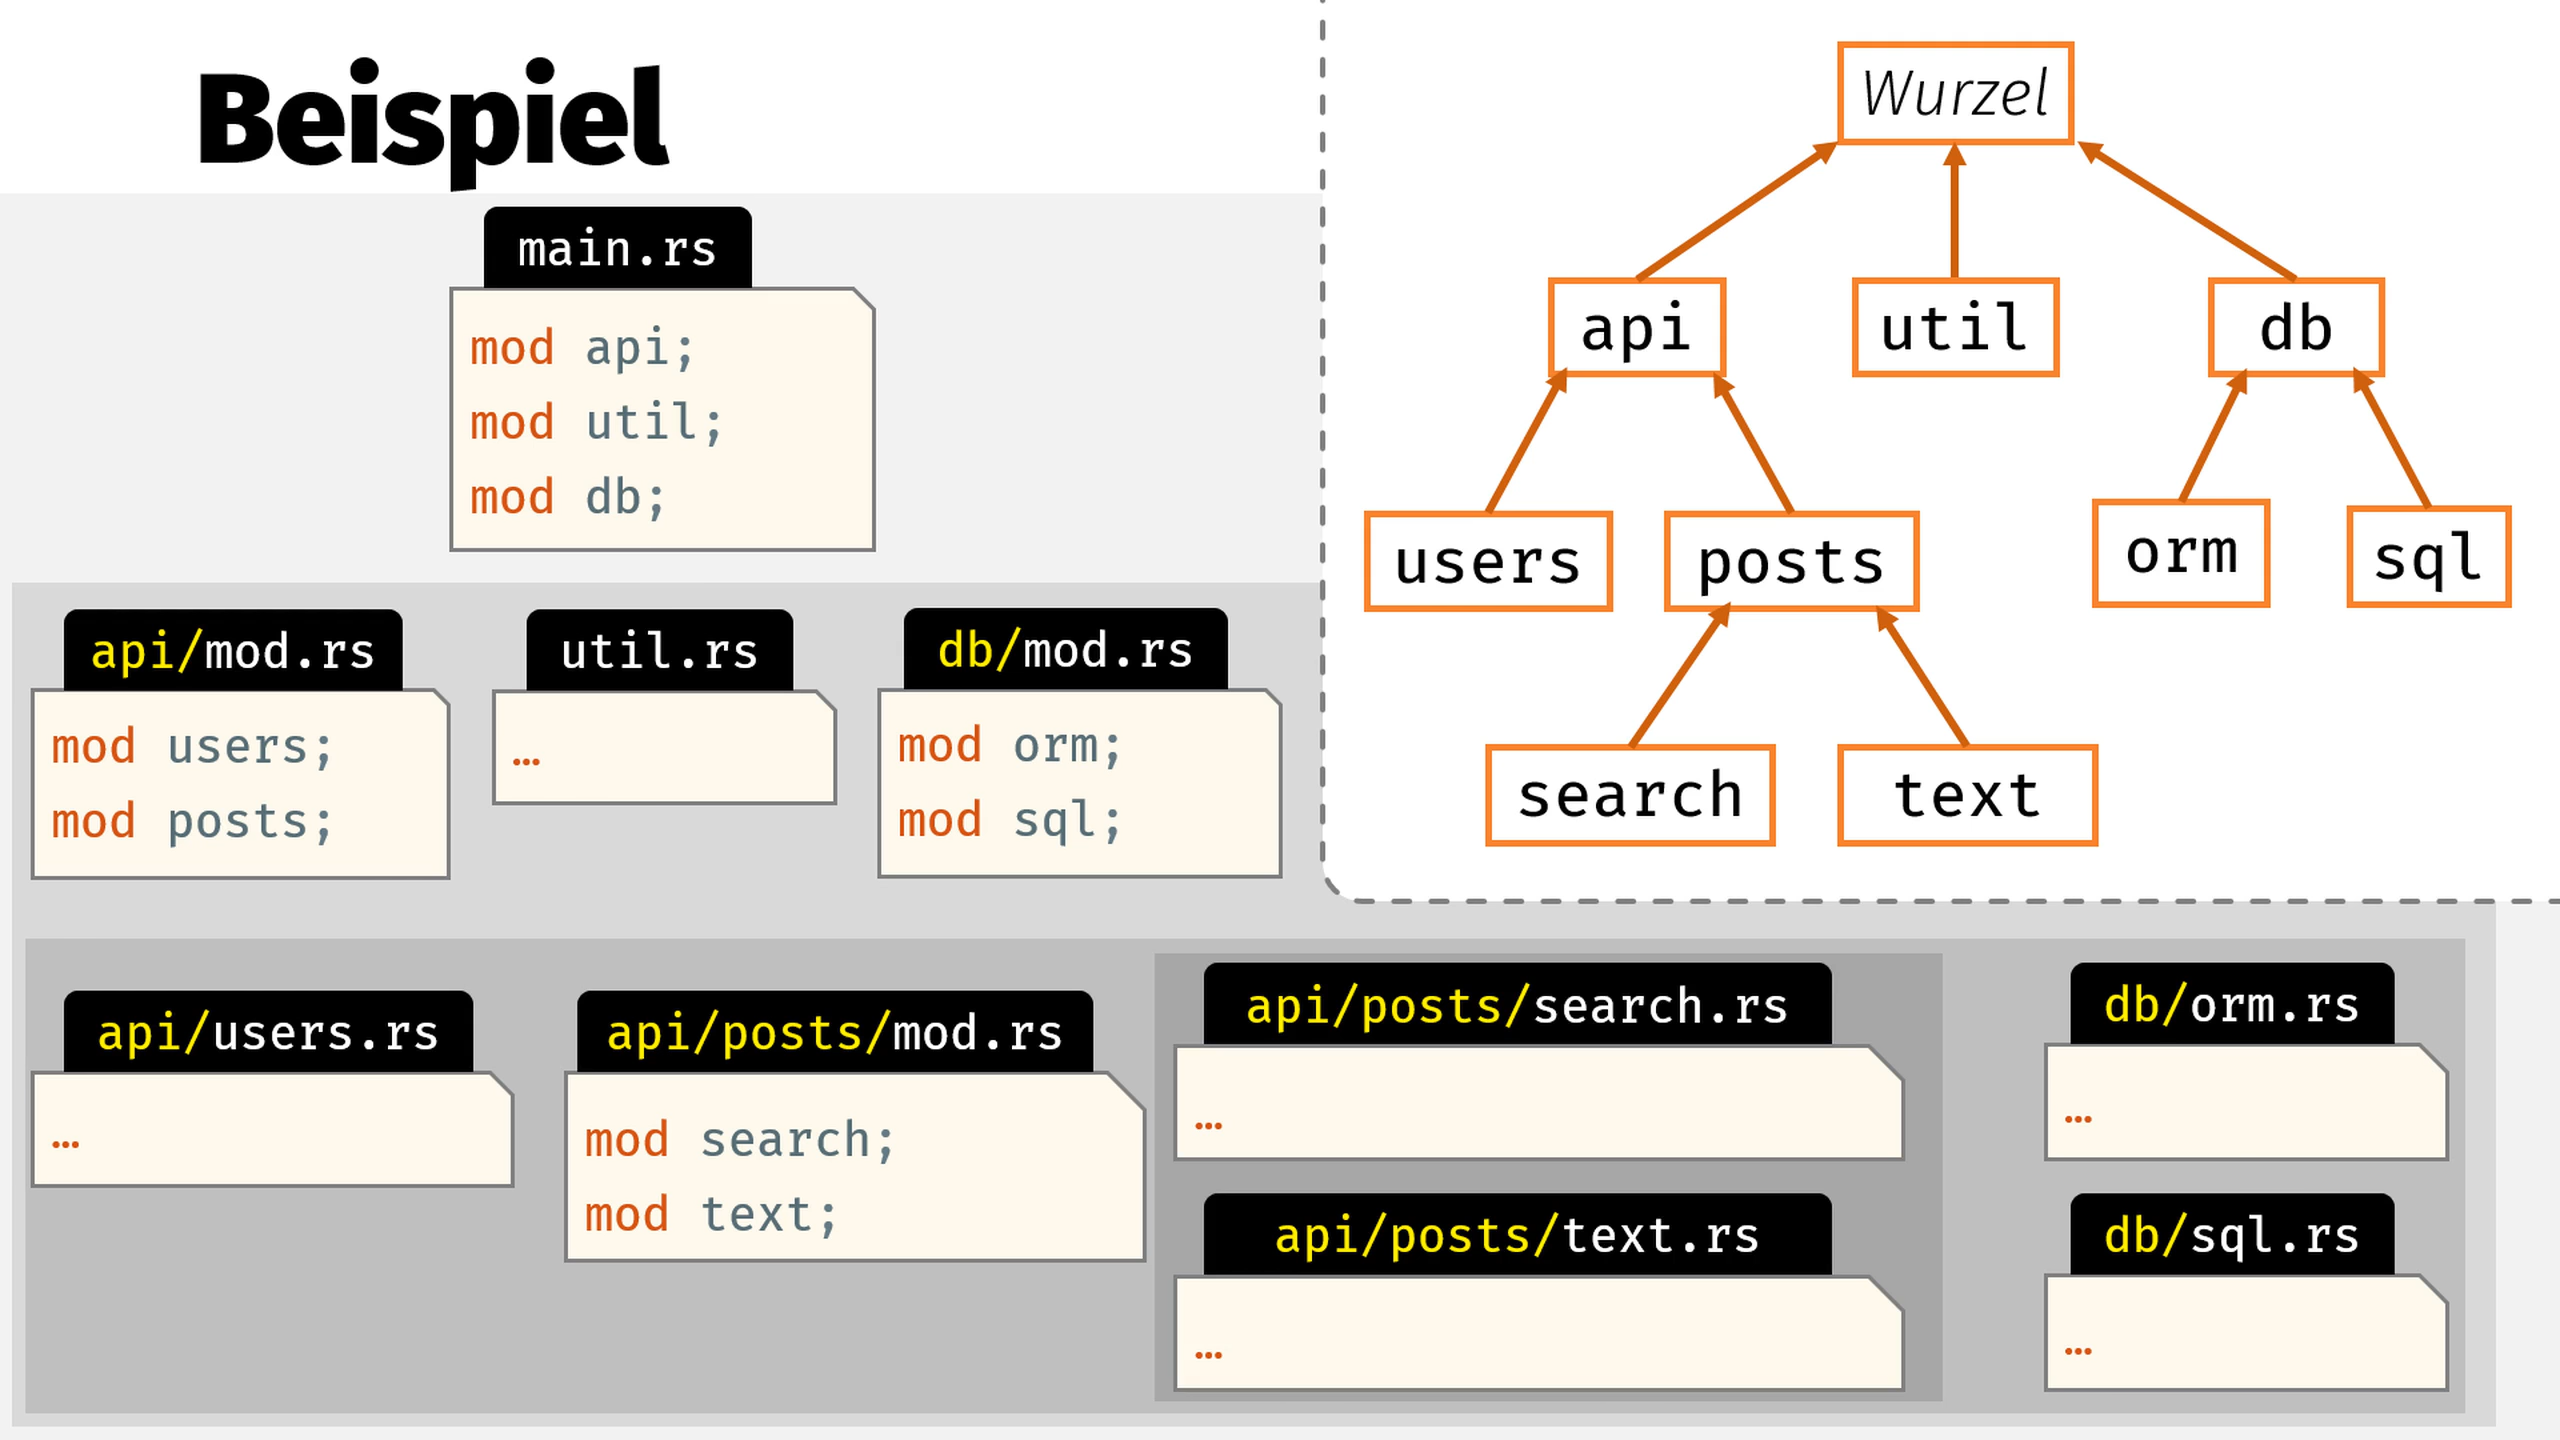 Beispiel
main.rs
mod api;
mod util;
mod db;
api/mod.rs
mod users;
mod posts;
util.rs
…
db/mod.rs
mod orm;
mod sql;
Wurzel
api
util
db
users
posts
orm
sql
search
text
api/users.rs
…
api/posts/mod.rs
mod search;
mod text;
api/posts/search.rs
…
api/posts/text.rs
…
db/orm.rs
…
db/sql.rs
…